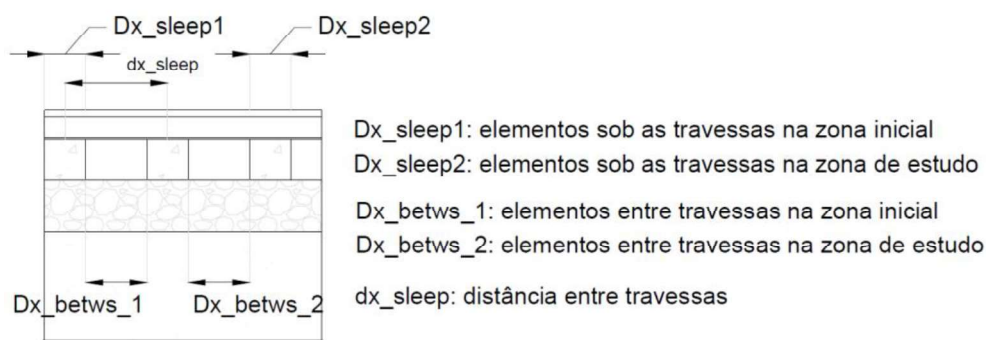 Dx_sleep1
Dx_sleep2
dx_sleep
Dx_sleep1: elementos sob as travessas na zona inicial
Dx_sleep2: elementos sob as travessas na zona de estudo
Dx_betws_1: elementos entre travessas na zona inicial
Dx_betws_2: elementos entre travessas na zona de estudo
Dx_betws_1
Dx_betws_2
dx_sleep: distância entre travessas